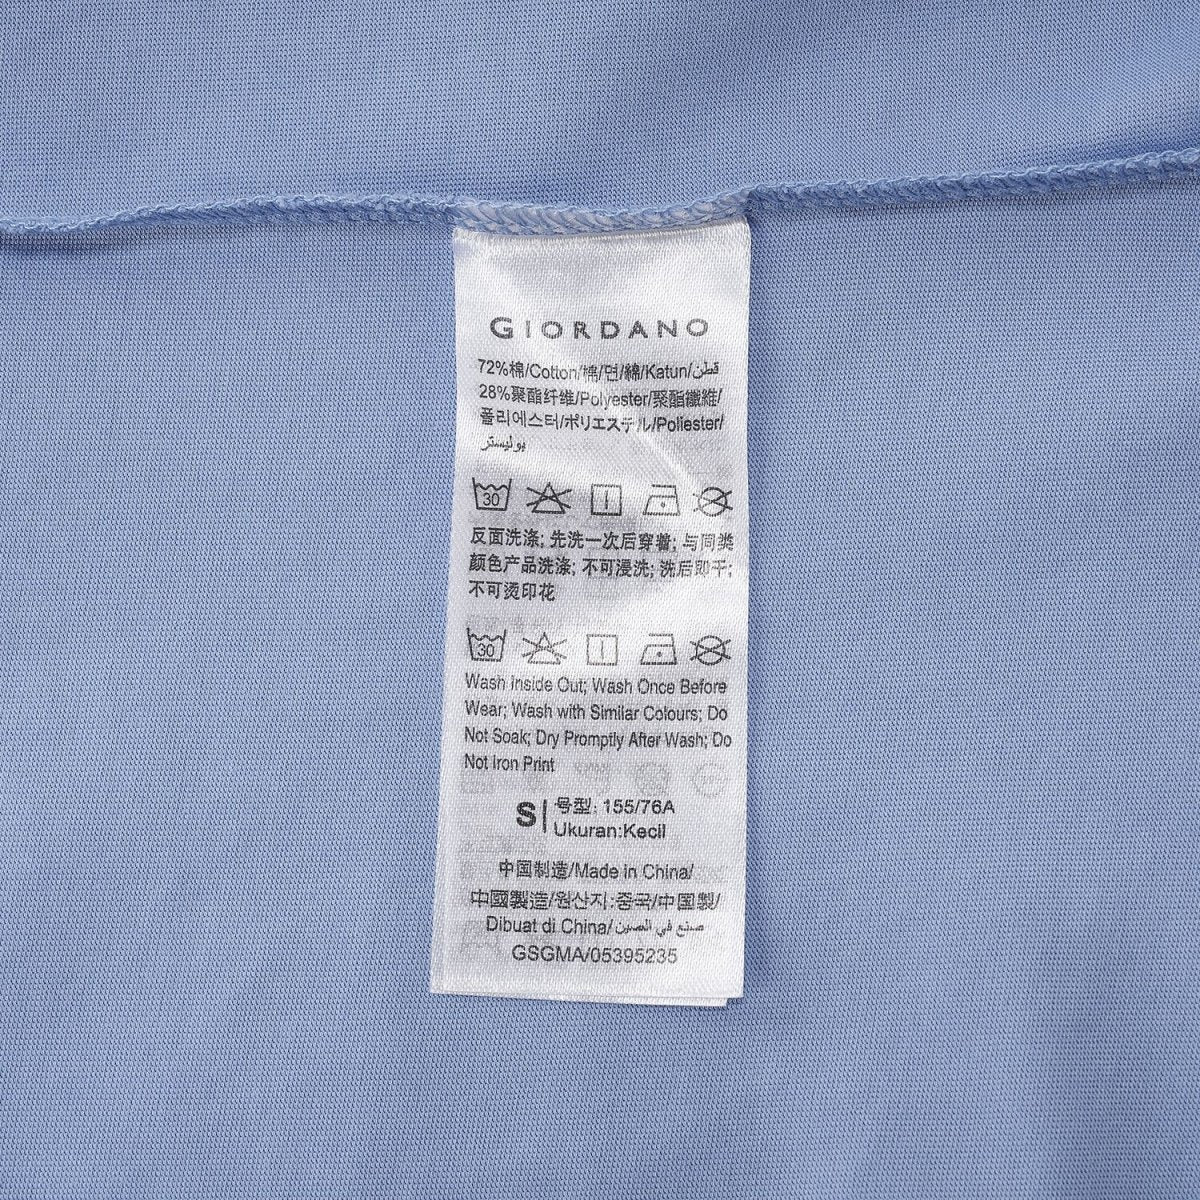 GIORDANO
72%棉/Cotton/棉/면/綿/Katun/قطن
28%聚酯纤维/Polyester/聚酯纖維/
폴리에스터/ポリエステル/Poliester/
بوليستر
30
反面洗涤; 先洗一次后穿着; 与同类
颜色产品洗涤; 不可浸洗; 洗后即干;
不可烫印花
30
Wash Inside Out; Wash Once Before
Wear; Wash with Similar Colours; Do
Not Soak; Dry Promptly After Wash; Do
Not Iron Print
S 号型: 155/76A
Ukuran:Kecil
中国制造/Made in China/
中國製造/원산지:중국/中国製/
Dibuat di China/صنع في الصين
GSGMA/05395235